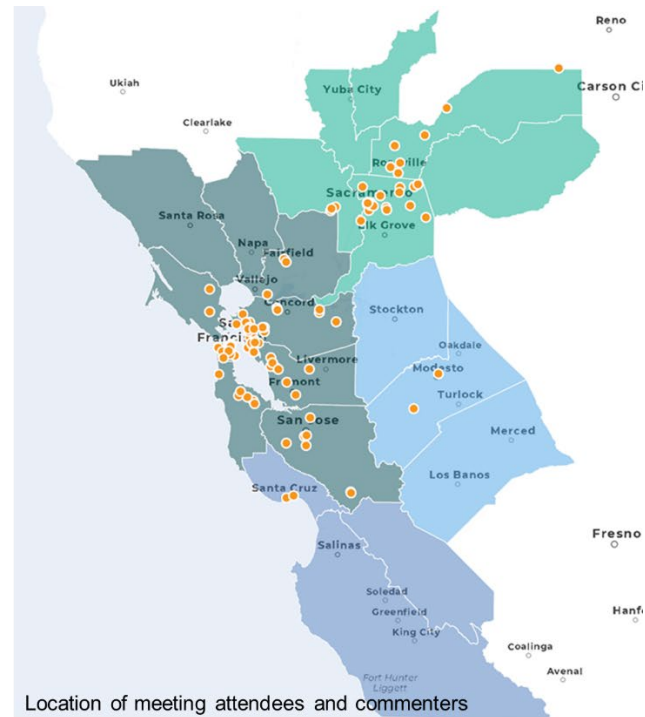 Reno
Ukiah
Yuba City
Carson Ci
Clearlake
Roseville
Sacramento
Santa Rosa
Elk Grove
Napa
Fairfield
Vallejo
Concord
Stockton
San
Francisco
Oakdale
Livermore
Modesto
Fremont
Turlock
San Jose
Merced
Los Banos
Santa Cruz
Salinas
Fresno
Soledad
Greenfield
Hanf
King City
Coalinga
Avenal
Fort Hunter
Liggett
Location of meeting attendees and commenters